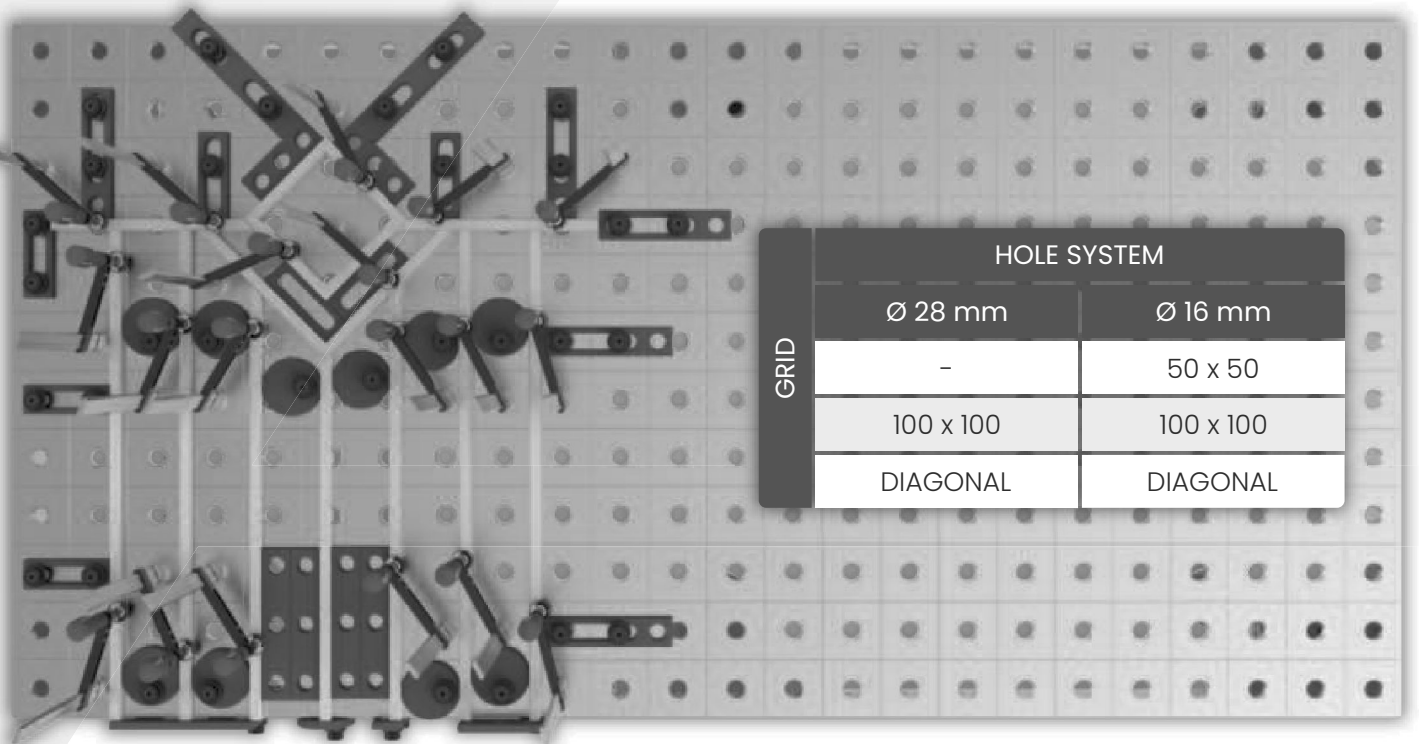 HOLE SYSTEM
GRID
Ø 28 mm Ø 16 mm
- 50 x 50
100 x 100 100 x 100
DIAGONAL DIAGONAL